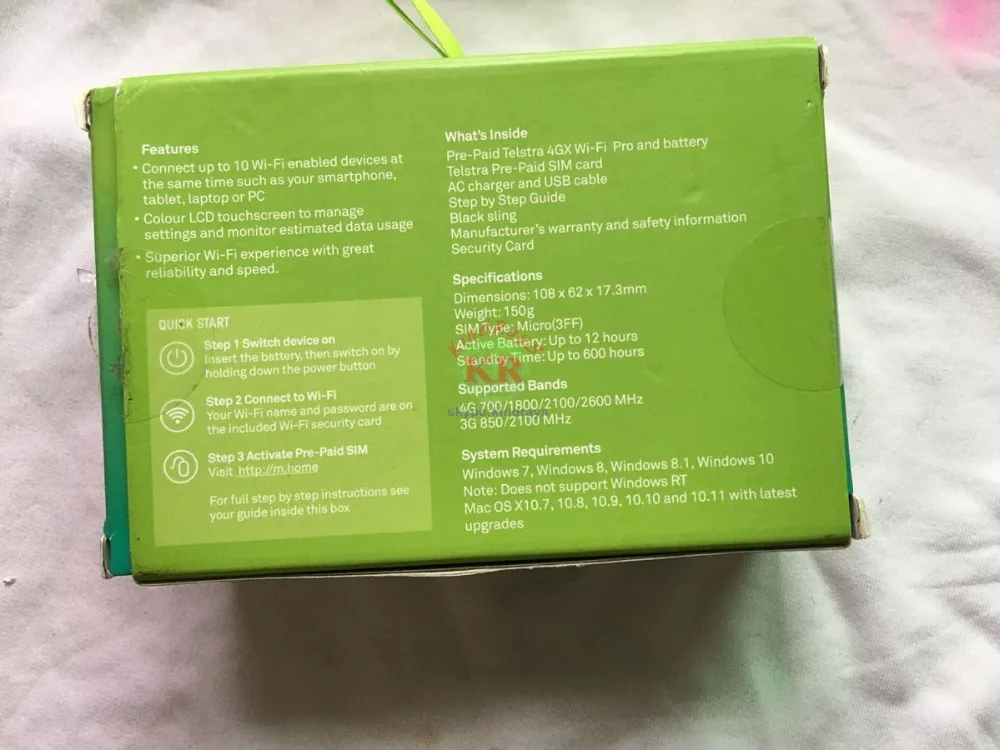 Features
• Connect up to 10 Wi-Fi enabled devices at
the same time such as your smartphone,
tablet, laptop or PC
• Colour LCD touchscreen to manage
settings and monitor estimated data usage
• Superior Wi-Fi experience with great
reliability and speed.
QUICK START
Step 1 Switch device on
Insert the battery, then switch on by
holding down the power button
Step 2 Connect to Wi-Fi
Your Wi-Fi name and password are on
the included Wi-Fi security card
Step 3 Activate Pre-Paid SIM
Visit http://m.home
For full step by step instructions see
your guide inside this box
What's Inside
Pre-Paid Telstra 4GX Wi-Fi Pro and battery
Telstra Pre-Paid SIM card
AC charger and USB cable
Step by Step Guide
Black sling
Manufacturer's warranty and safety information
Security Card
Specifications
Dimensions: 108 x 62 x 17.3mm
Weight: 150g
SIM Type: Micro(3FF)
Active Battery: Up to 12 hours
Standby Time: Up to 600 hours
KR
Supported Bands
4G 700/1800/2100/2600 MHz
3G 850/2100 MHz
System Requirements
Windows 7, Windows 8, Windows 8.1, Windows 10
Note: Does not support Windows RT
Mac OS X10.7, 10.8, 10.9, 10.10 and 10.11 with latest
upgrades